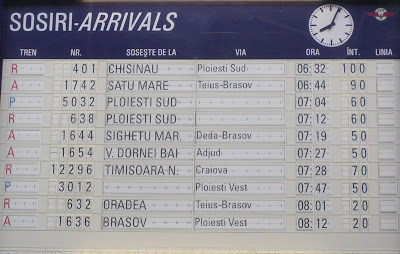 SOSIRI-ARRIVALS
TREN NR. SOSEȘTE DE LA VIA ORA ÎNT. LINIA
R 401 CHISINAU Ploiesti Sud 06:32 100
A 1742 SATU MARE Teius-Brasov 06:44 90
P 5032 PLOIESTI SUD 07:04 60
R 638 PLOIESTI SUD 07:12 60
A 1644 SIGHETU MAR. Deda-Brasov 07:19 50
A 1654 V. DORNEI BAI Adjud 07:27 50
R 12296 TIMISOARA N. Craiova 07:28 70
P 3012 Ploiesti Vest 07:47 50
R 632 ORADEA Teius-Brasov 08:01 20
A 1636 BRASOV Ploiesti Vest 08:12 20